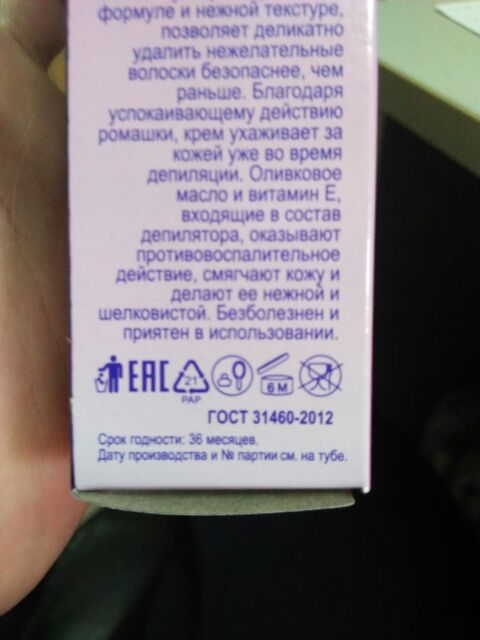 формуле и нежной текстуре,
позволяет деликатно
удалить нежелательные
волоски безопаснее, чем
раньше. Благодаря
успокаивающему действию
ромашки, крем ухаживает за
кожей уже во время
депиляции. Оливковое
масло и витамин Е,
входящие в состав
депилятора, оказывают
противовоспалительное
действие, смягчают кожу и
делают ее нежной и
шелковистой. Безболезнен и
приятен в использовании.
ЕАС 21 6 М
PAP
ГОСТ 31460-2012
Срок годности: 36 месяцев.
Дату производства и № партии см. на тубе.